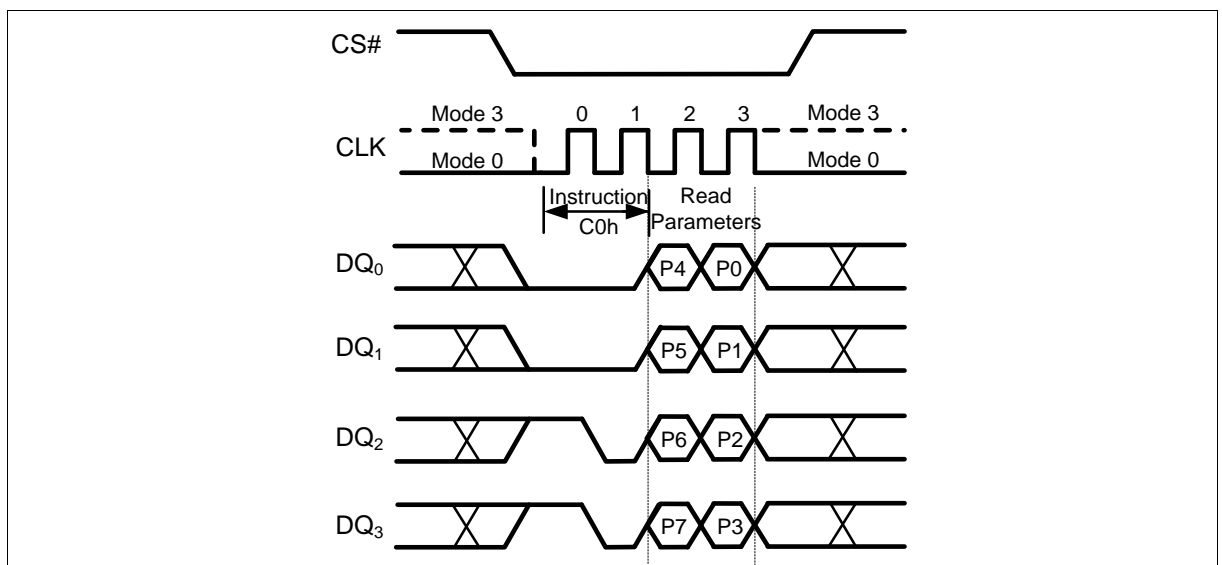 CS#
Mode 3 0 1 2 3 Mode 3
CLK
Mode 0 Mode 0
Instruction Read
C0h Parameters
DQ0 P4 P0
DQ1 P5 P1
DQ2 P6 P2
DQ3 P7 P3